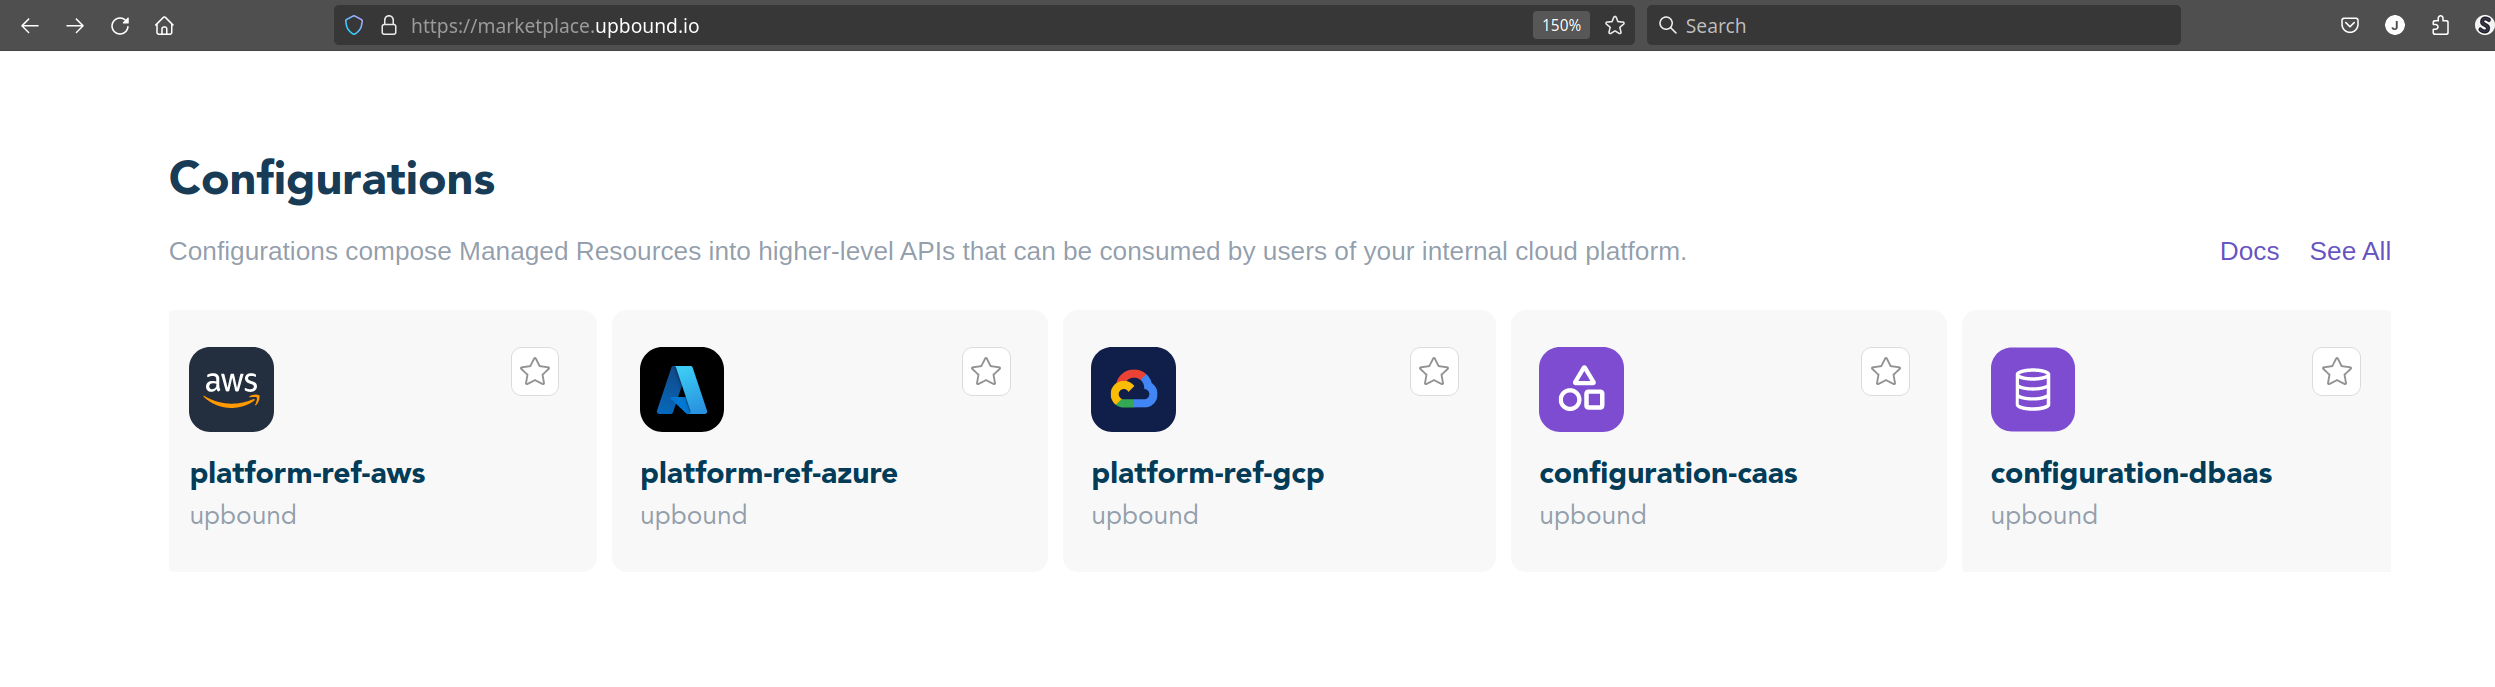 https://marketplace.upbound.io 150% Search J
Configurations
Configurations compose Managed Resources into higher-level APIs that can be consumed by users of your internal cloud platform. Docs See All
aws
platform-ref-aws platform-ref-azure platform-ref-gcp configuration-caas configuration-dbaas
upbound upbound upbound upbound upbound